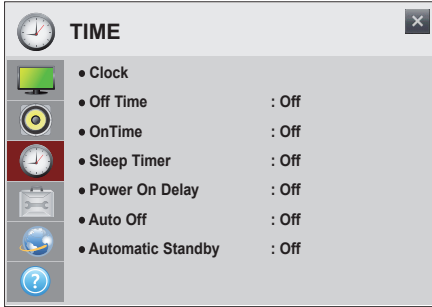 TIME
● Clock
● Off Time : Off
● OnTime : Off
● Sleep Timer : Off
● Power On Delay : Off
● Auto Off : Off
● Automatic Standby : Off
?